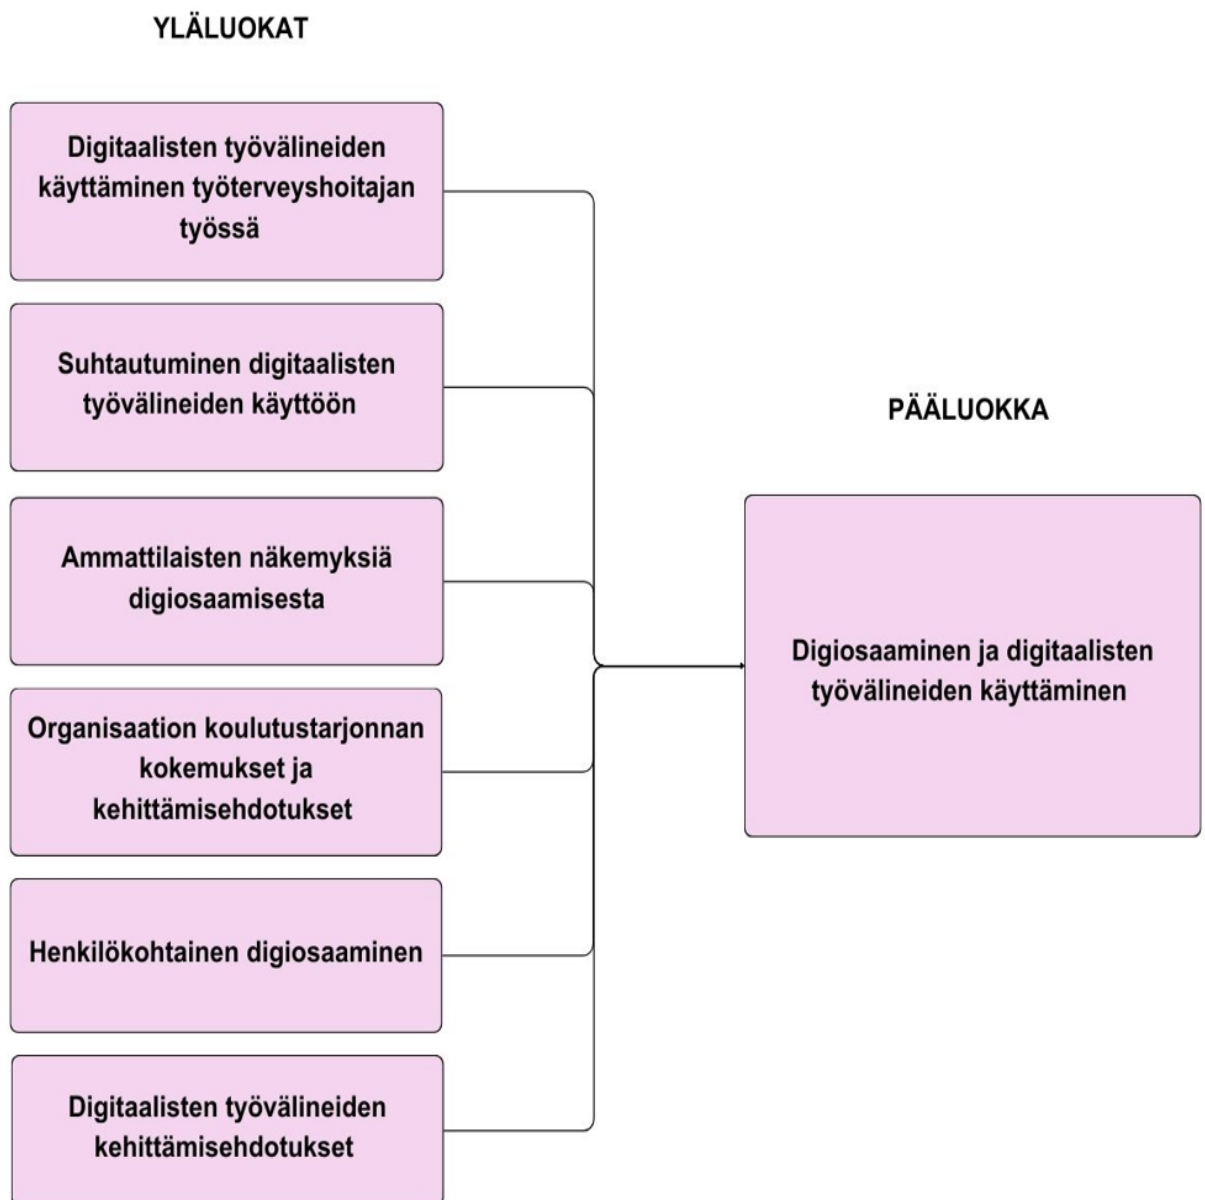 YLÄLUOKAT
Digitaalisten työvälineiden
käyttäminen työterveyshoitajan
työssä
Suhtautuminen digitaalisten
työvälineiden käyttöön
Ammattilaisten näkemyksiä
digiosaamisesta
Organisaation koulutustarjonnan
kokemukset ja
kehittämisehdotukset
Henkilökohtainen digiosaaminen
Digitaalisten työvälineiden
kehittämisehdotukset
PÄÄLUOKKA
Digiosaaminen ja digitaalisten
työvälineiden käyttäminen